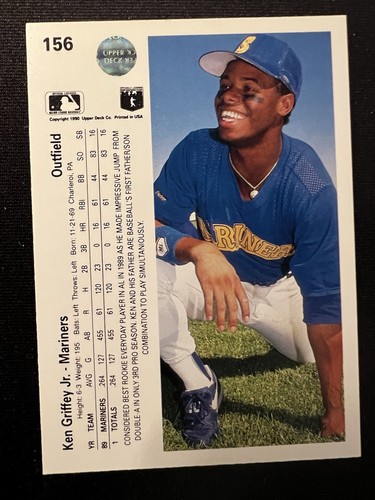 156
UPPER
DECK
Copyright 1990 Upper Deck Co. Printed in USA
Ken Griffey Jr. - Mariners Outfield
Height: 6-3 Weight: 195 Bats: Left Throws: Left Born: 11-21-69 Charleroi, PA
YR TEAM AVG G AB R H 2B 3B HR RBI BB SO SB
89 MARINERS .264 127 455 61 120 23 0 16 61 44 83 16
1 TOTALS .264 127 455 61 120 23 0 16 61 44 83 16
CONSIDERED BEST ROOKIE EVERYDAY PLAYER IN AL IN 1989 AS HE MADE IMPRESSIVE JUMP FROM
DOUBLE-A IN ONLY 3RD PRO SEASON. KEN AND HIS FATHER ARE BASEBALL'S FIRST FATHER/SON
COMBINATION TO PLAY SIMULTANEOUSLY.
S
MARINERS